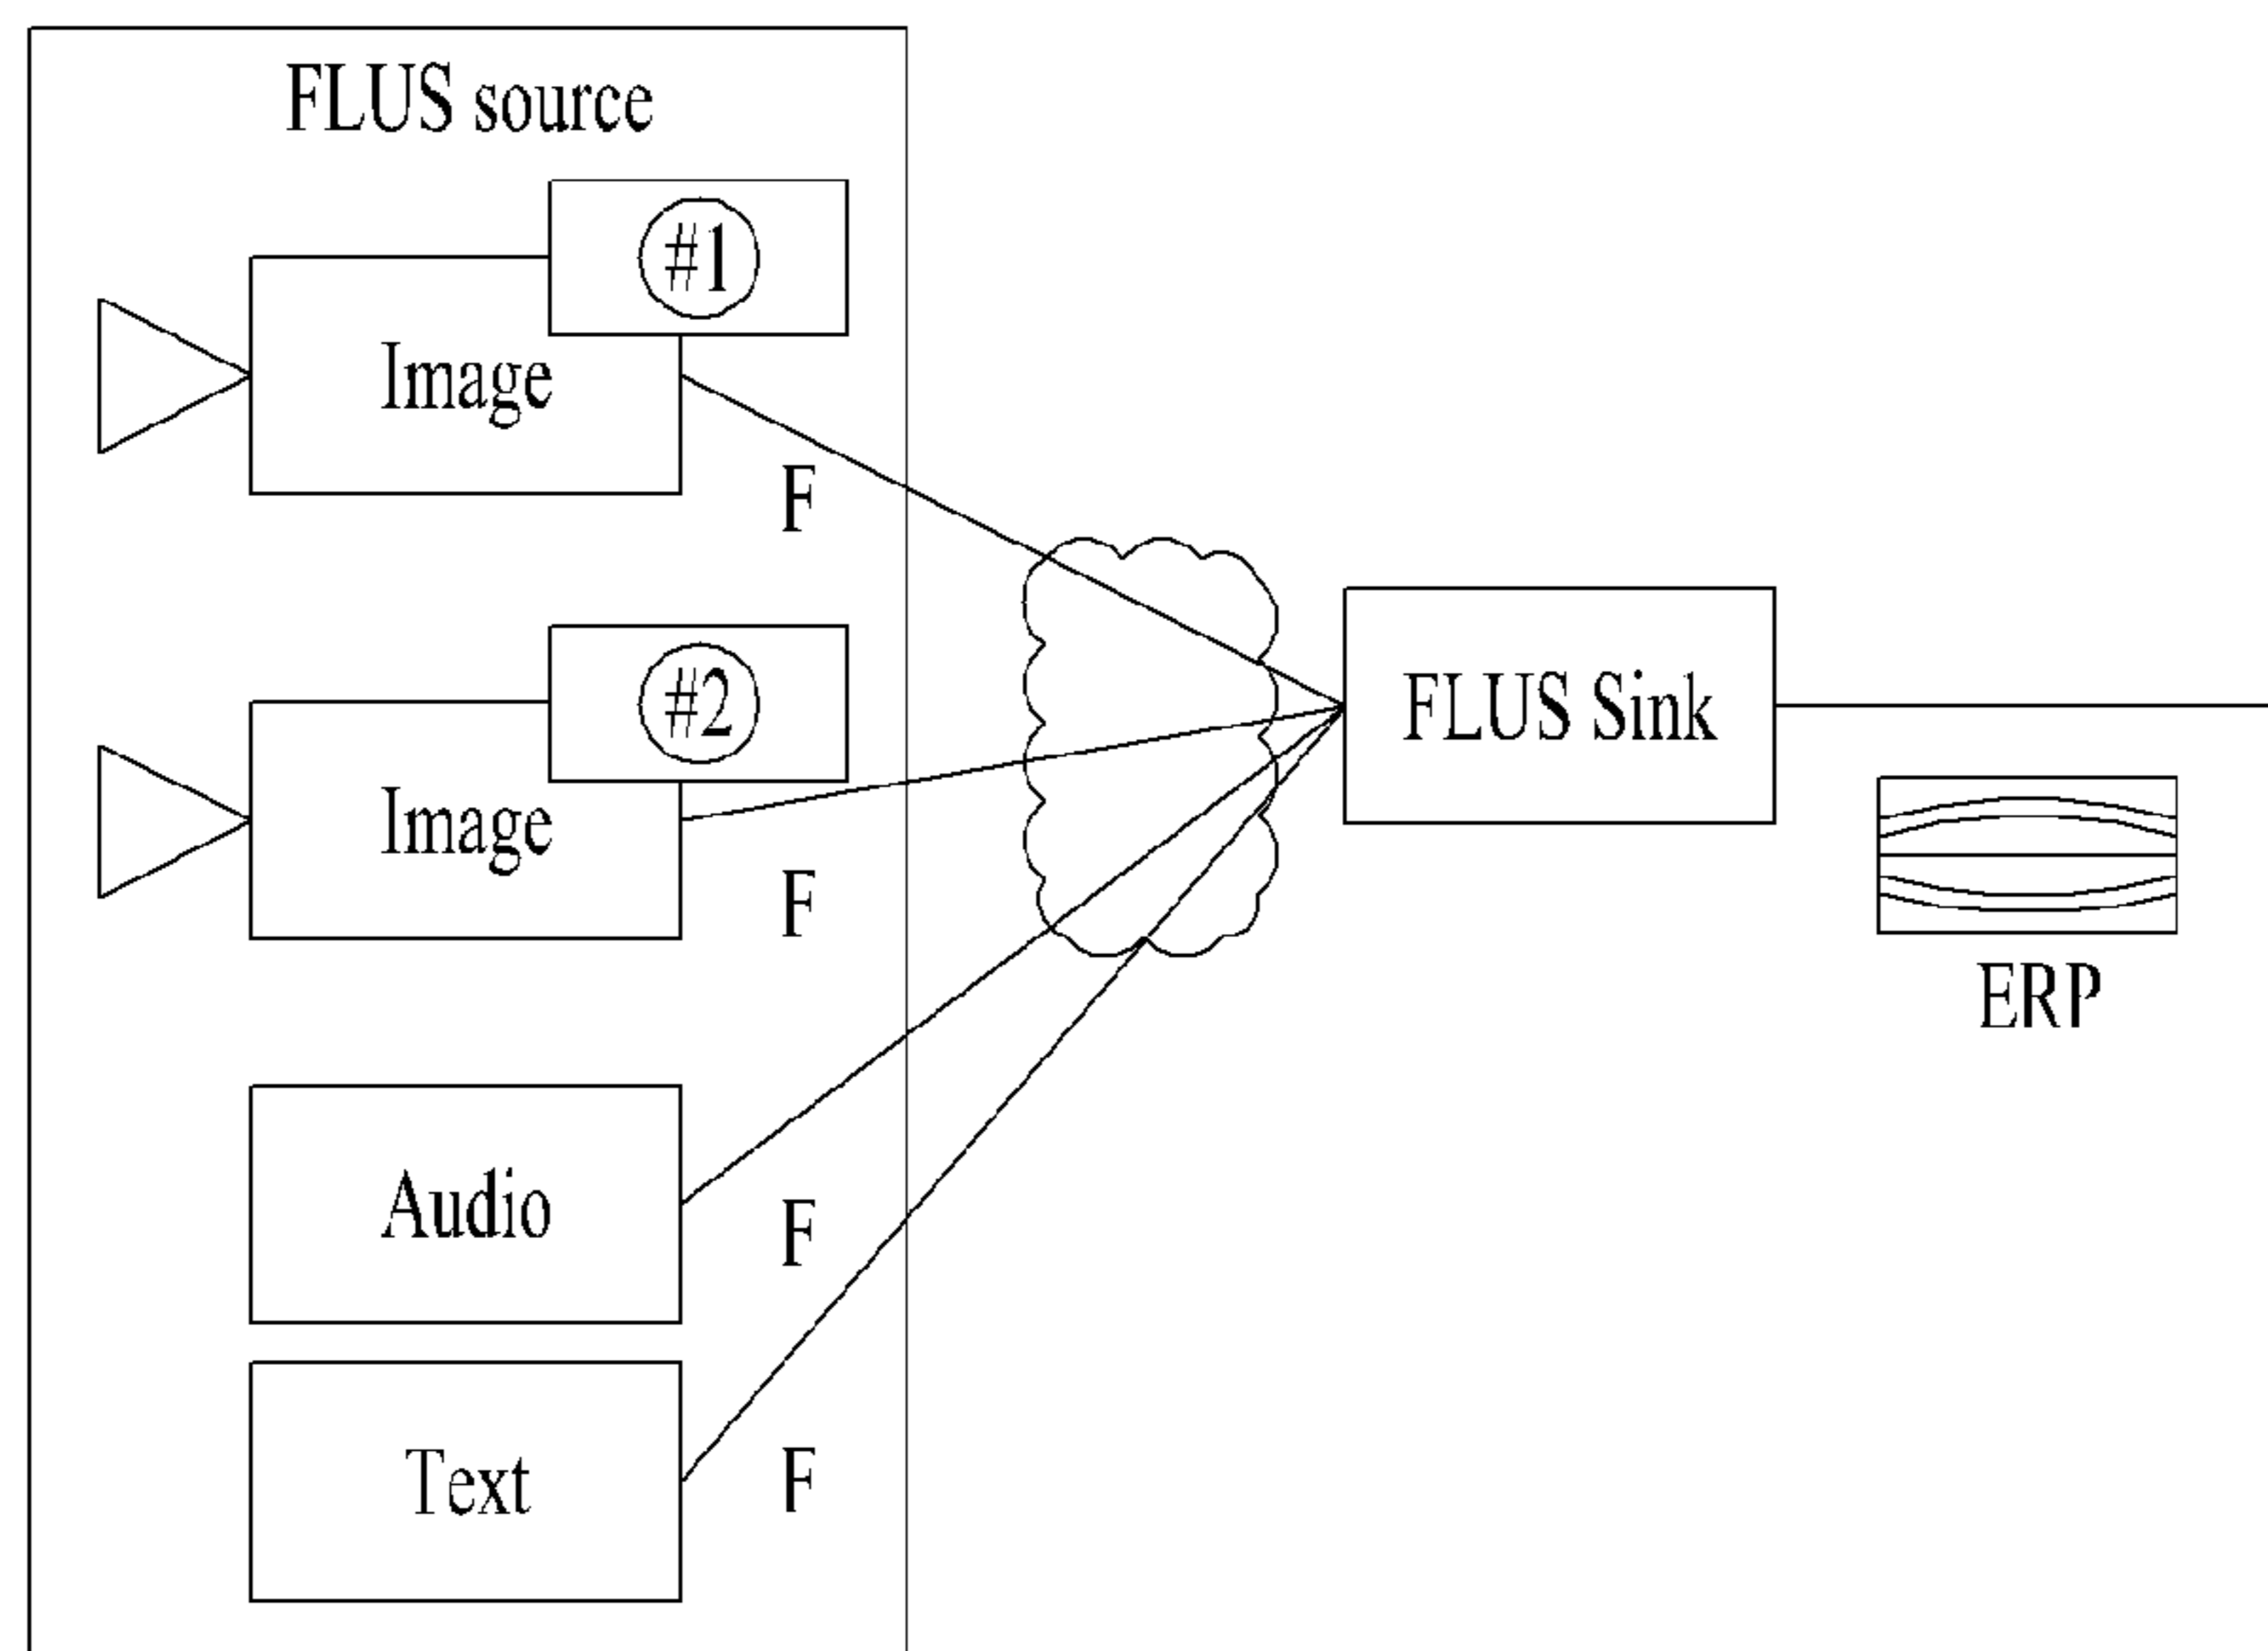 FLUS source
#1
Image
F
#2
Image
F
FLUS Sink
ERP
Audio
F
Text
F